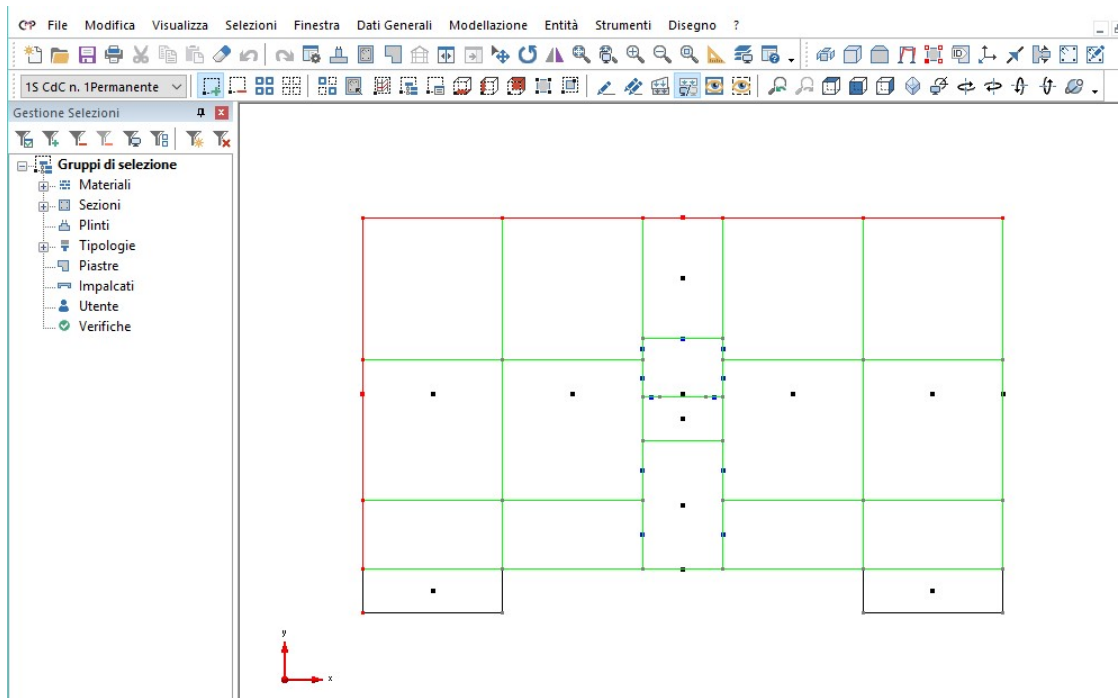 File Modifica Visualizza Selezioni Finestra Dati Generali Modellazione Entità Strumenti Disegno ?
1S CdC n. 1Permanente
Gestione Selezioni
Gruppi di selezione
Materiali
Sezioni
Plinti
Tipologie
Piastre
Impalcati
Utente
Verifiche
y
x